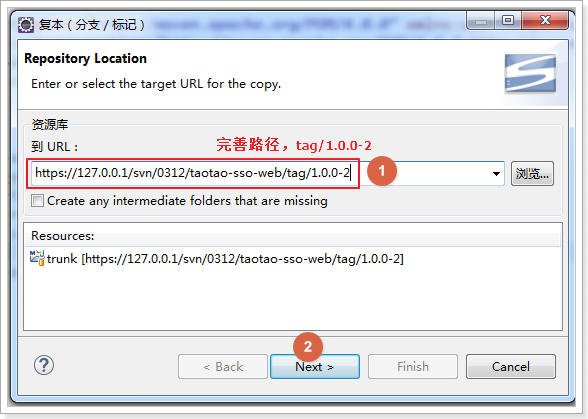 复本（分支 / 标记）
Repository Location
Enter or select the target URL for the copy.
资源库
完善路径，tag/1.0.0-2
到 URL：
https://127.0.0.1/svn/0312/taotao-sso-web/tag/1.0.0-2
1
浏览...
Create any intermediate folders that are missing
Resources:
trunk [https://127.0.0.1/svn/0312/taotao-sso-web/tag/1.0.0-2]
2
?
< Back
Next >
Finish
Cancel